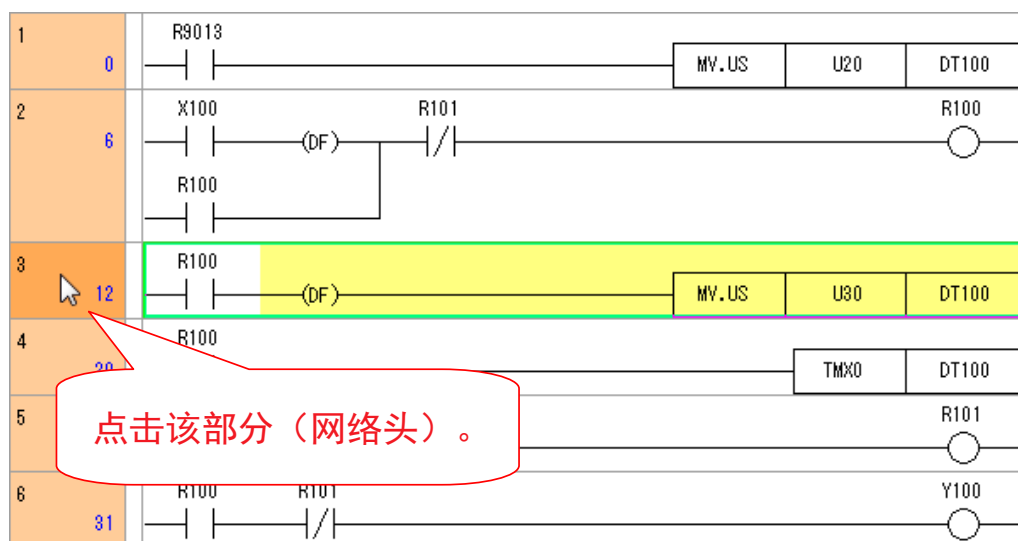 1
R9013
0
MV.US U20 DT100
2
X100 R101 R100
6
(DF)
R100
3
R100
12
(DF) MV.US U30 DT100
4
R100
TMX0 DT100
点击该部分（网络头）。
5
R101
6
R100 R101 Y100
31